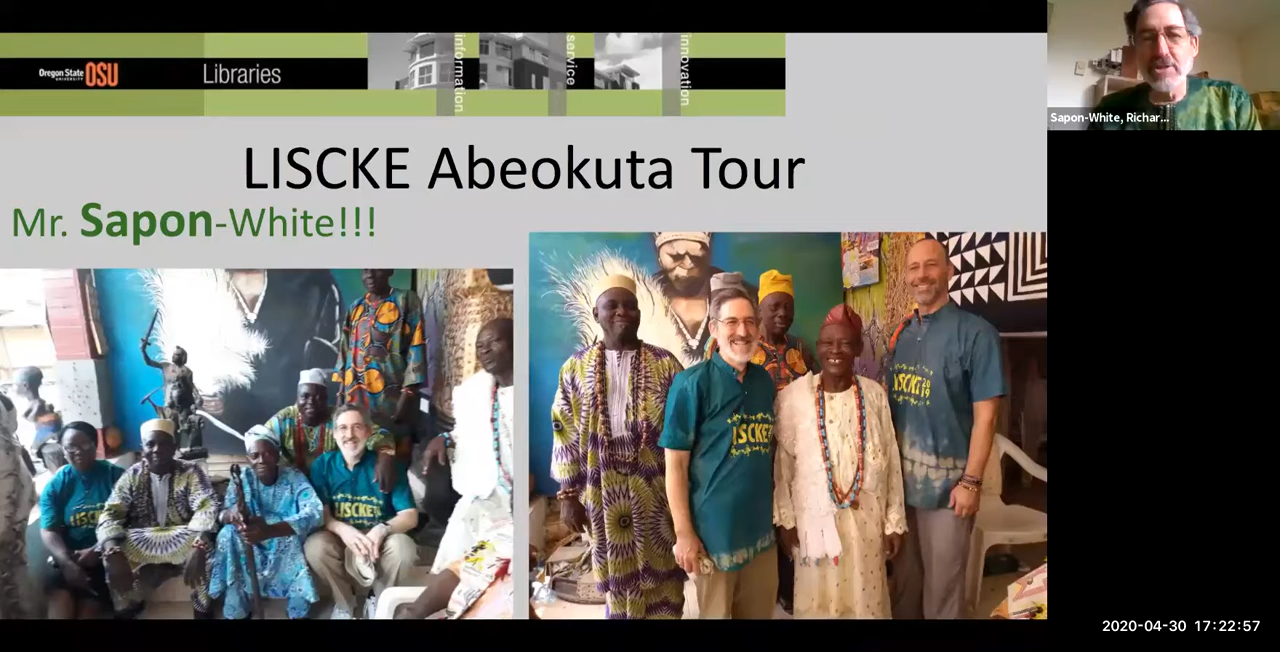 Oregon State
UNIVERSITY
OSU
Libraries
information
service
innovation
Sapon-White, Richar...
LISCKE Abeokuta Tour
Mr. Sapon-White!!!
LISCKE
LISCKE
LISCKE
2019
2020-04-30 17:22:57